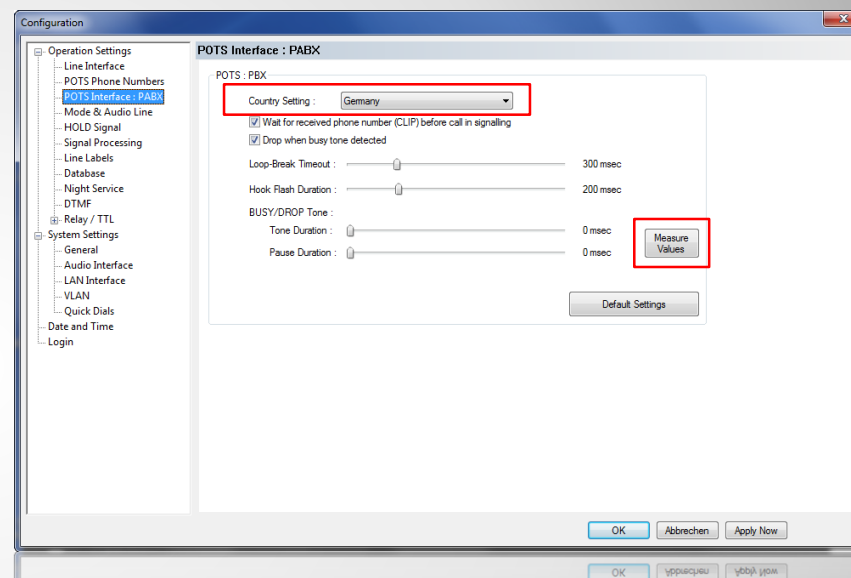 Configuration
Operation Settings
Line Interface
POTS Phone Numbers
POTS Interface : PABX
Mode & Audio Line
HOLD Signal
Signal Processing
Line Labels
Database
Night Service
DTMF
Relay / TTL
System Settings
General
Audio Interface
LAN Interface
VLAN
Quick Dials
Date and Time
Login
POTS Interface : PABX
POTS : PBX
Country Setting : Germany
Wait for received phone number (CLIP) before call in signalling
Drop when busy tone detected
Loop-Break Timeout : 300 msec
Hook Flash Duration : 200 msec
BUSY/DROP Tone :
Tone Duration : 0 msec
Pause Duration : 0 msec
Measure
Values
Default Settings
OK Abbrechen Apply Now